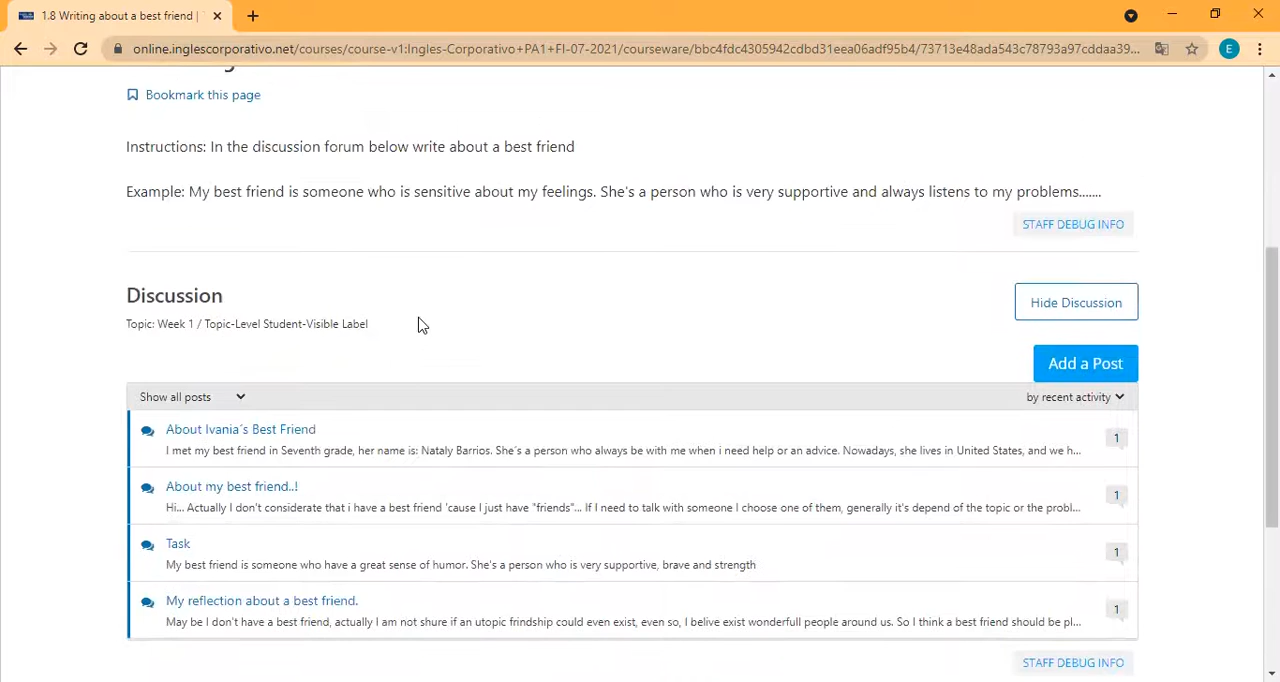 1.8 Writing about a best friend |
online.inglescorporativo.net/courses/course-v1:Ingles-Corporativo+PA1+FI-07-2021/courseware/bbc4fdc4305942cdbd31eea06adf95b4/73713e48ada543c78793a97cddaa39...
E
Bookmark this page
Instructions: In the discussion forum below write about a best friend
Example: My best friend is someone who is sensitive about my feelings. She's a person who is very supportive and always listens to my problems.......
STAFF DEBUG INFO
Discussion
Hide Discussion
Topic: Week 1 / Topic-Level Student-Visible Label
Add a Post
Show all posts
by recent activity
About Ivania´s Best Friend
1
I met my best friend in Seventh grade, her name is: Nataly Barrios. She´s a person who always be with me when i need help or an advice. Nowadays, she lives in United States, and we h...
About my best friend..!
1
Hi... Actually I don't considerate that i have a best friend 'cause I just have "friends"... If I need to talk with someone I choose one of them, generally it's depend of the topic or the probl...
Task
1
My best friend is someone who have a great sense of humor. She's a person who is very supportive, brave and strength
My reflection about a best friend.
1
May be I don't have a best friend, actually I am not shure if an utopic frindship could even exist, even so, I belive exist wonderfull people around us. So I think a best friend should be pl...
STAFF DEBUG INFO